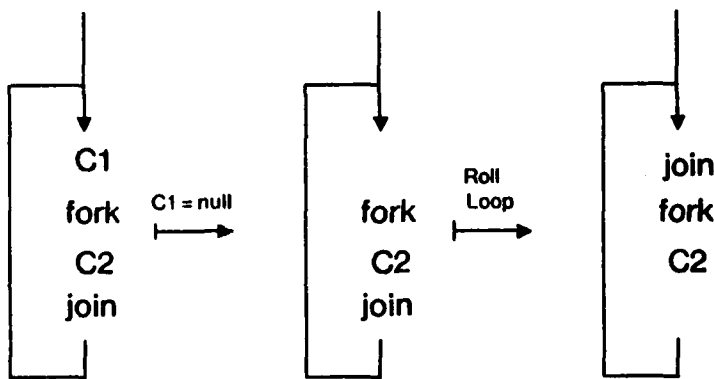 C1
fork
C2
join
C1 = null
fork
C2
join
Roll
Loop
join
fork
C2